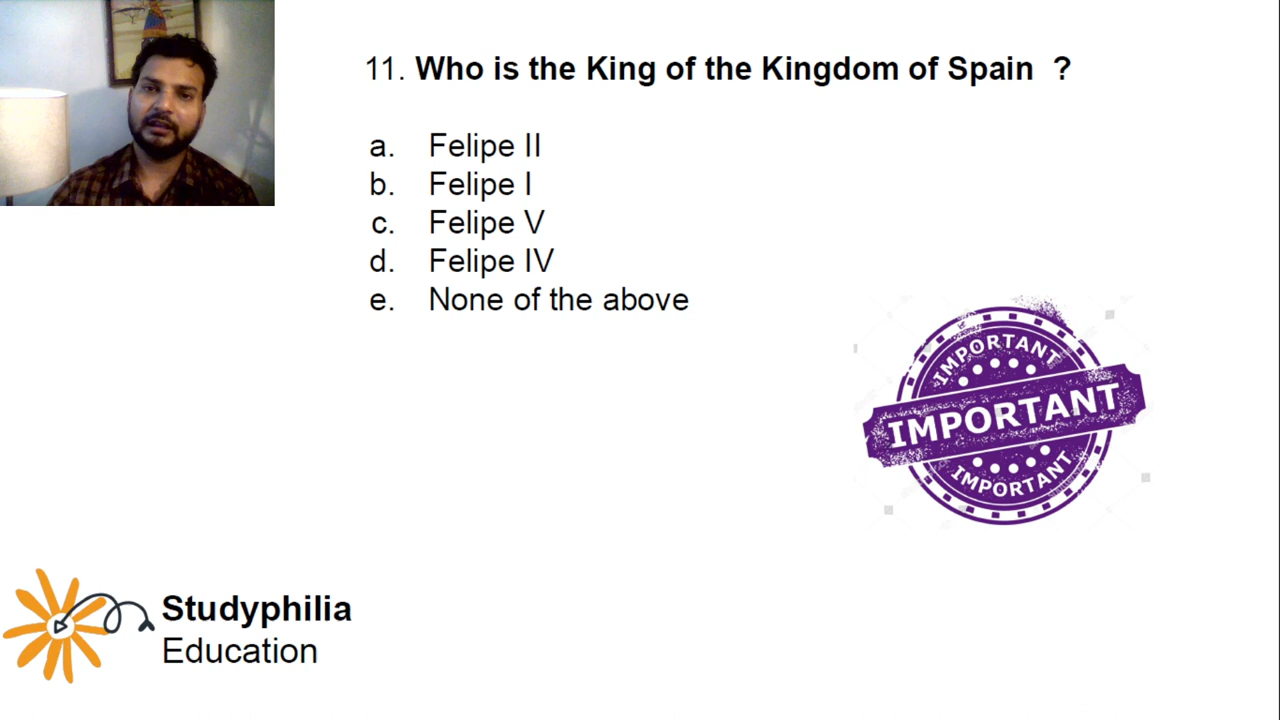 11. Who is the King of the Kingdom of Spain ?
a. Felipe II
b. Felipe I
c. Felipe V
d. Felipe IV
e. None of the above
IMPORTANT
IMPORTANT
IMPORTANT
Studyphilia
Education